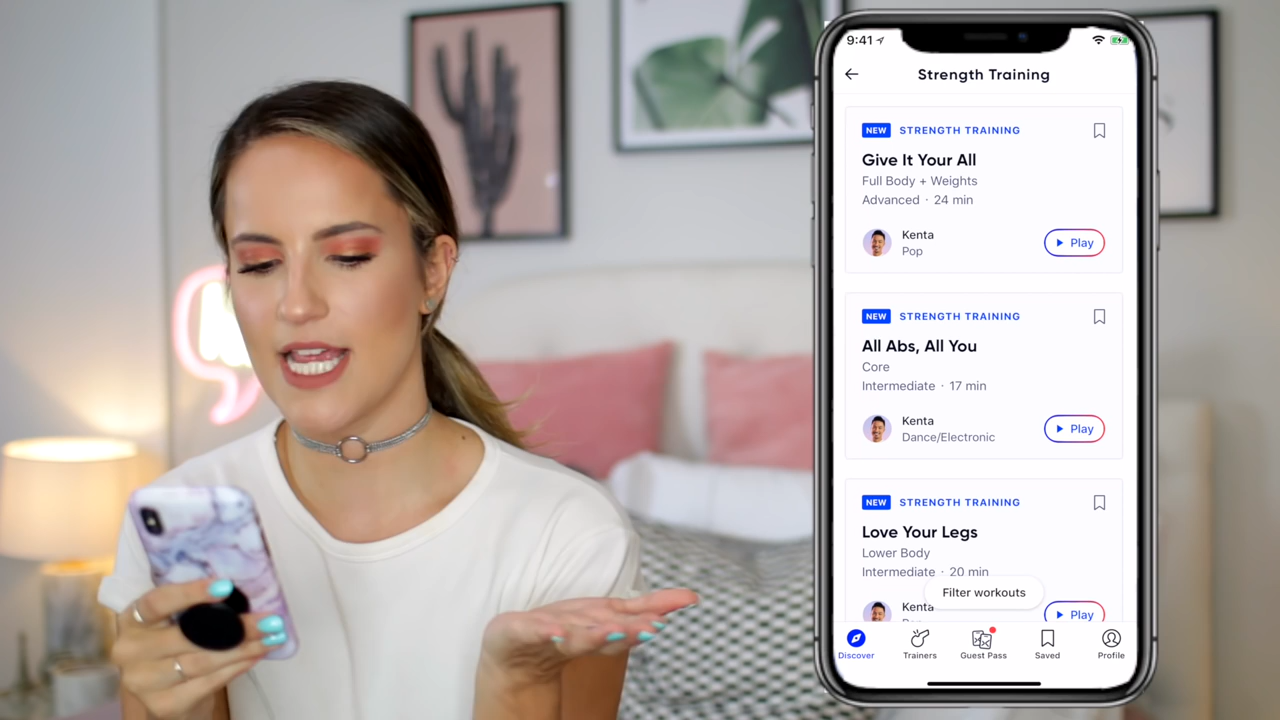 9:41
Strength Training
NEW STRENGTH TRAINING
Give It Your All
Full Body + Weights
Advanced · 24 min
Kenta
Pop
Play
NEW STRENGTH TRAINING
All Abs, All You
Core
Intermediate · 17 min
Kenta
Dance/Electronic
Play
NEW STRENGTH TRAINING
Love Your Legs
Lower Body
Intermediate · 20 min
Filter workouts
Kenta
Play
Discover Trainers Guest Pass Saved Profile